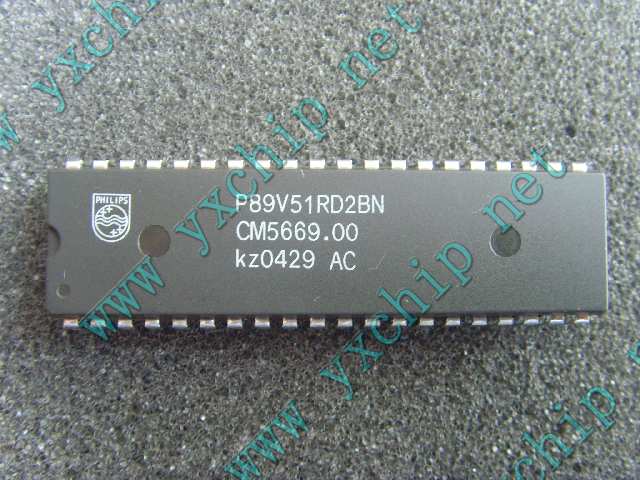 PHILIPS
P89V51RD2BN
CM5669.00
kz0429 AC
www.yxchip.net
www.yxchip.net
www.yxchip.net